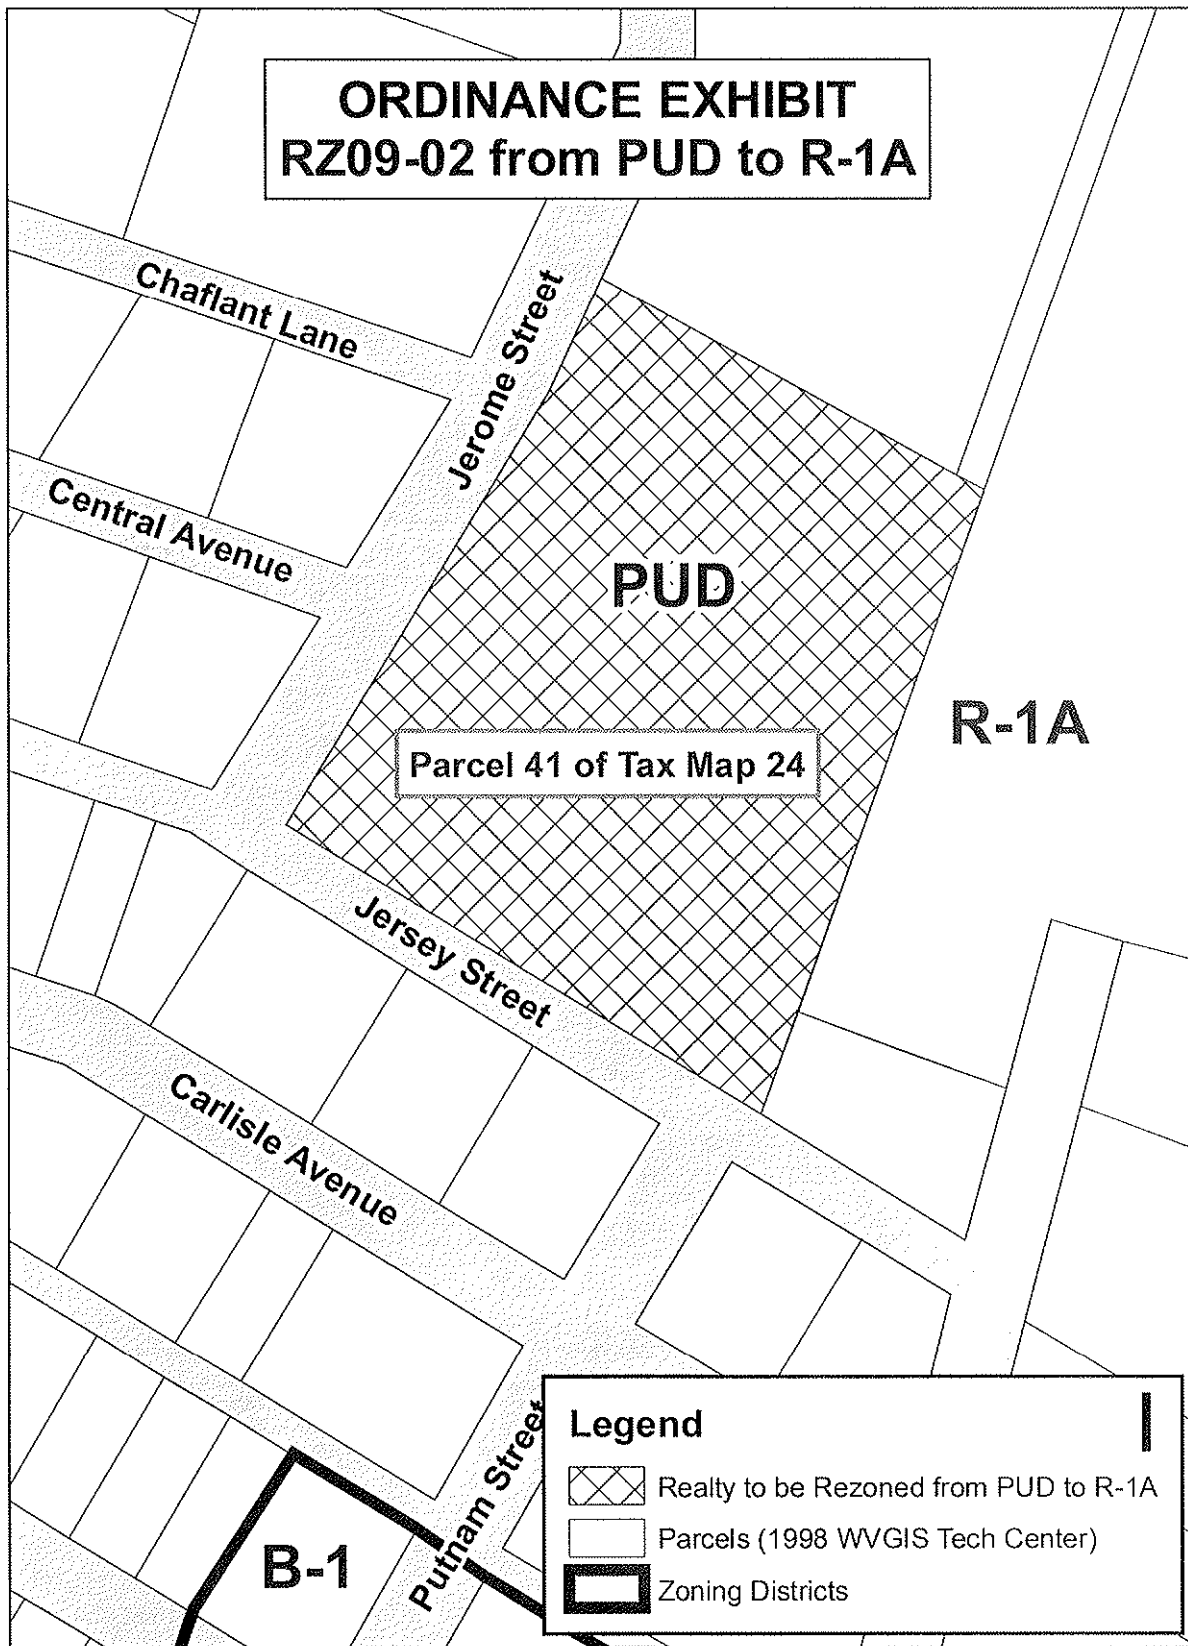 ORDINANCE EXHIBIT
RZ09-02 from PUD to R-1A
Chaflant Lane
Jerome Street
Central Avenue
PUD
R-1A
Parcel 41 of Tax Map 24
Jersey Street
Carlisle Avenue
Putnam Street
B-1
Legend
Realty to be Rezoned from PUD to R-1A
Parcels (1998 WVGIS Tech Center)
Zoning Districts